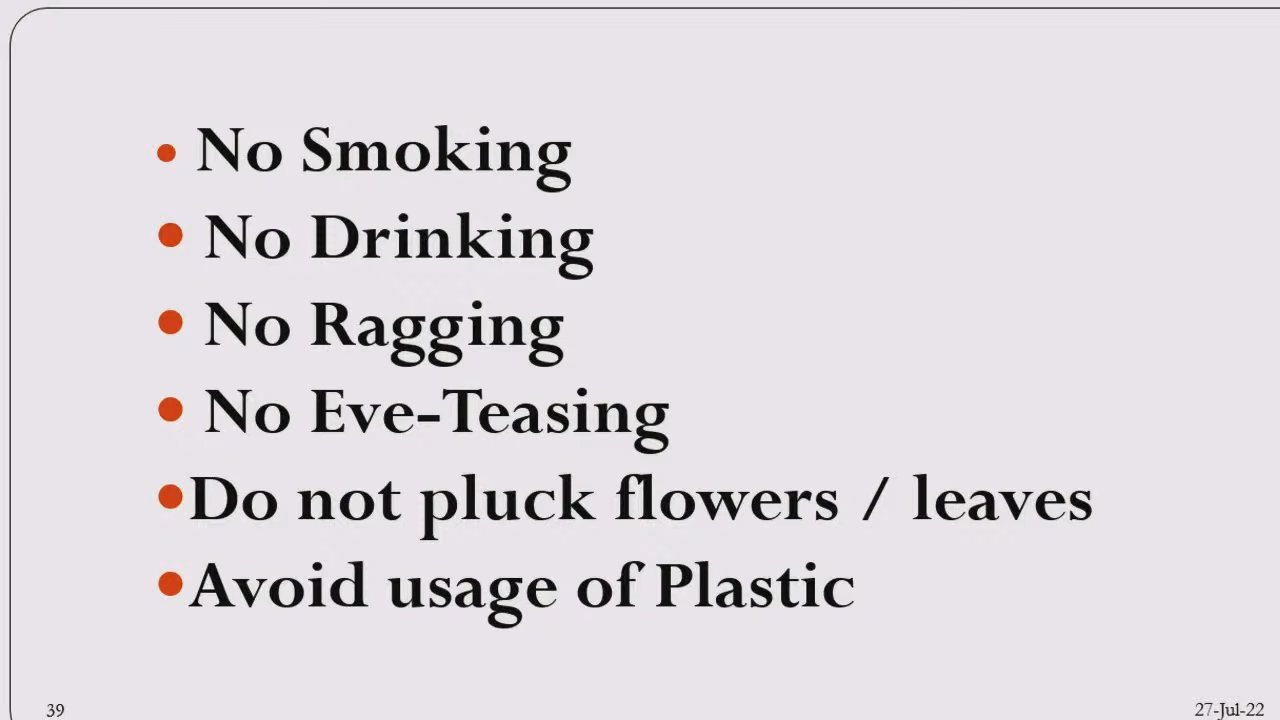 • No Smoking
• No Drinking
• No Ragging
• No Eve-Teasing
•Do not pluck flowers / leaves
•Avoid usage of Plastic
39
27-Jul-22